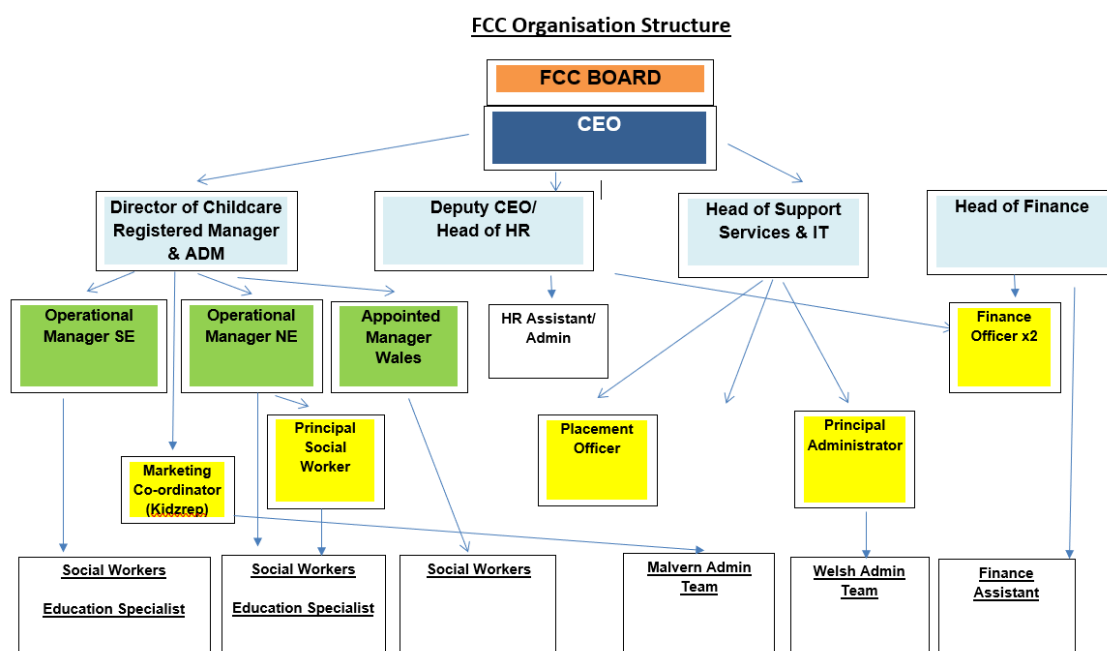 FCC Organisation Structure
FCC BOARD
CEO
Director of Childcare
Registered Manager
& ADM
Deputy CEO/
Head of HR
Head of Support
Services & IT
Head of Finance
Operational
Manager SE
Operational
Manager NE
Appointed
Manager
Wales
HR Assistant/
Admin
Finance
Officer x2
Principal
Social
Worker
Placement
Officer
Principal
Administrator
Marketing
Co-ordinator
(Kidzrep)
Social Workers
Education Specialist
Social Workers
Education Specialist
Social Workers
Malvern Admin
Team
Welsh Admin
Team
Finance
Assistant